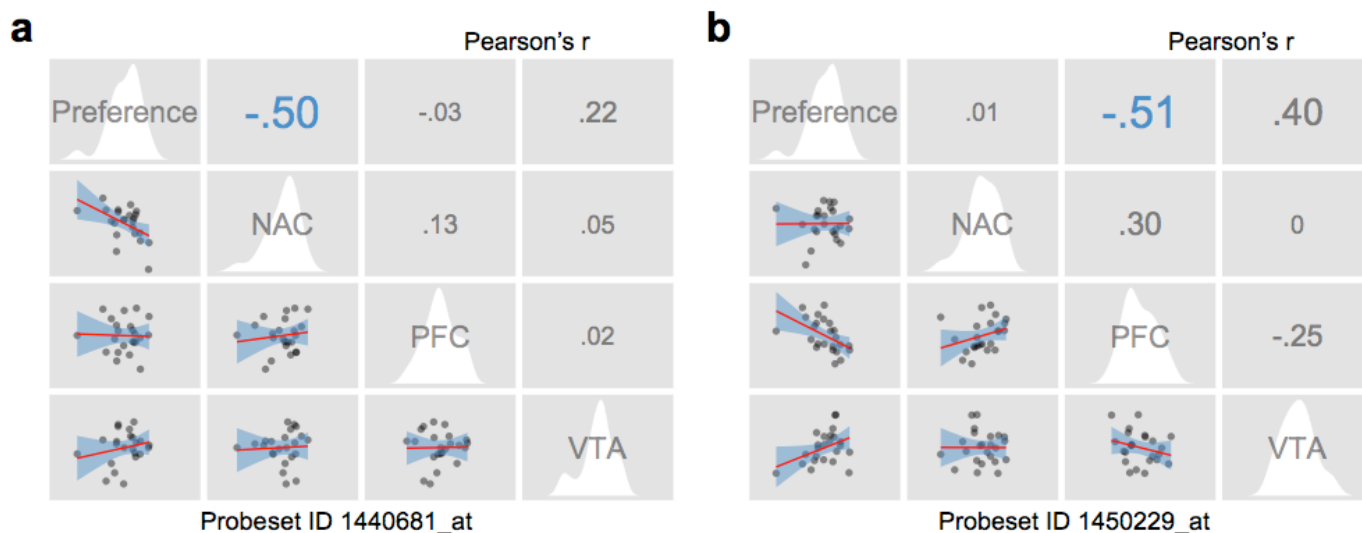 a
Pearson's r
Preference -.50 -.03 .22
NAC .13 .05
PFC .02
VTA
Probeset ID 1440681_at
b
Pearson's r
Preference .01 -.51 .40
NAC .30 0
PFC -.25
VTA
Probeset ID 1450229_at